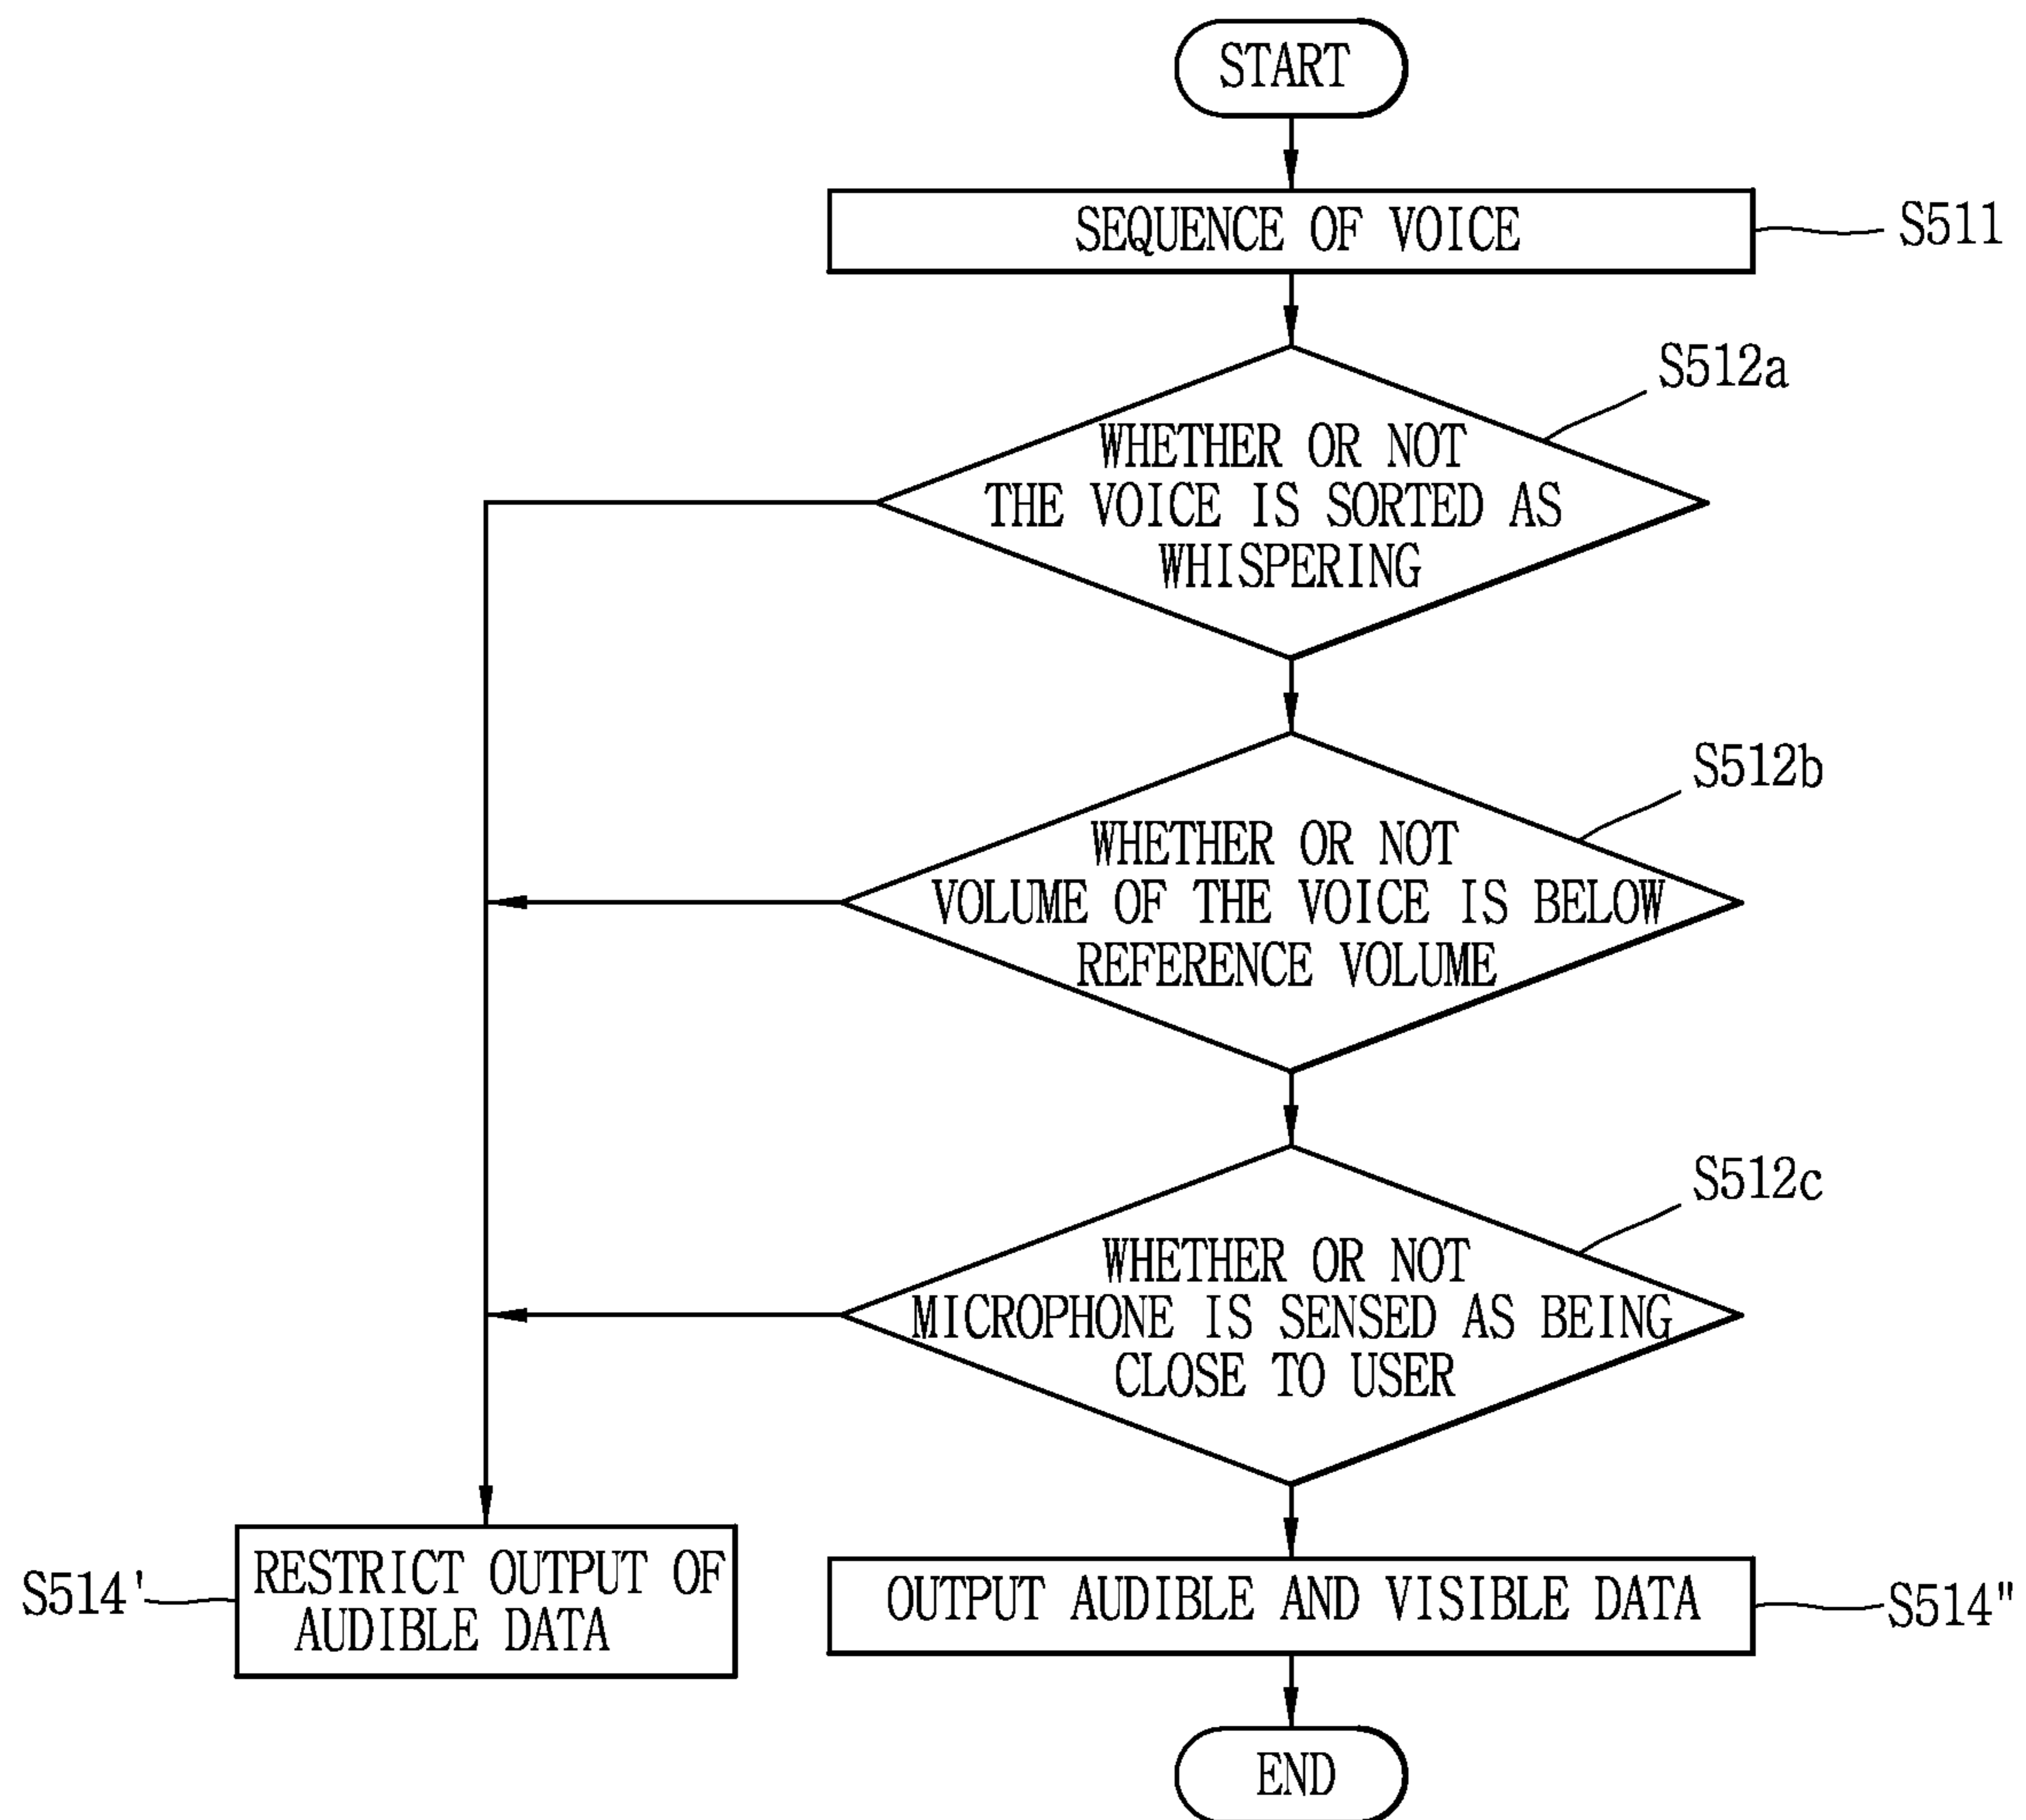 START
SEQUENCE OF VOICE
S511
S512a
WHETHER OR NOT
THE VOICE IS SORTED AS
WHISPERING
S512b
WHETHER OR NOT
VOLUME OF THE VOICE IS BELOW
REFERENCE VOLUME
S512c
WHETHER OR NOT
MICROPHONE IS SENSED AS BEING
CLOSE TO USER
S514'
RESTRICT OUTPUT OF
AUDIBLE DATA
OUTPUT AUDIBLE AND VISIBLE DATA
S514"
END